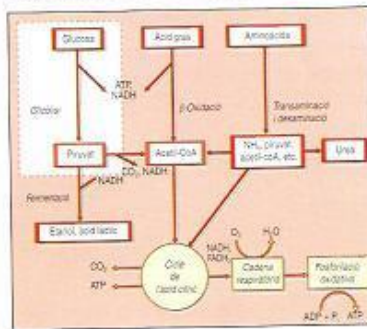 Glucosa
Àcid gras
Aminoàcids
ATP,
NADH
Glicòlisi
β-Oxidació
Transaminació
i desaminació
Piruvat
Acetil-CoA
NH₃, piruvat,
acetil-coA, etc.
Urea
CO₂, NADH
Fermentació
NADH
Etanol, àcid làctic
Cicle
de
l'àcid cítric
CO₂
ATP
NADH,
FADH₂
O₂
H₂O
Cadena
respiratòria
Fosforilació
oxidativa
ADP + Pᵢ
ATP